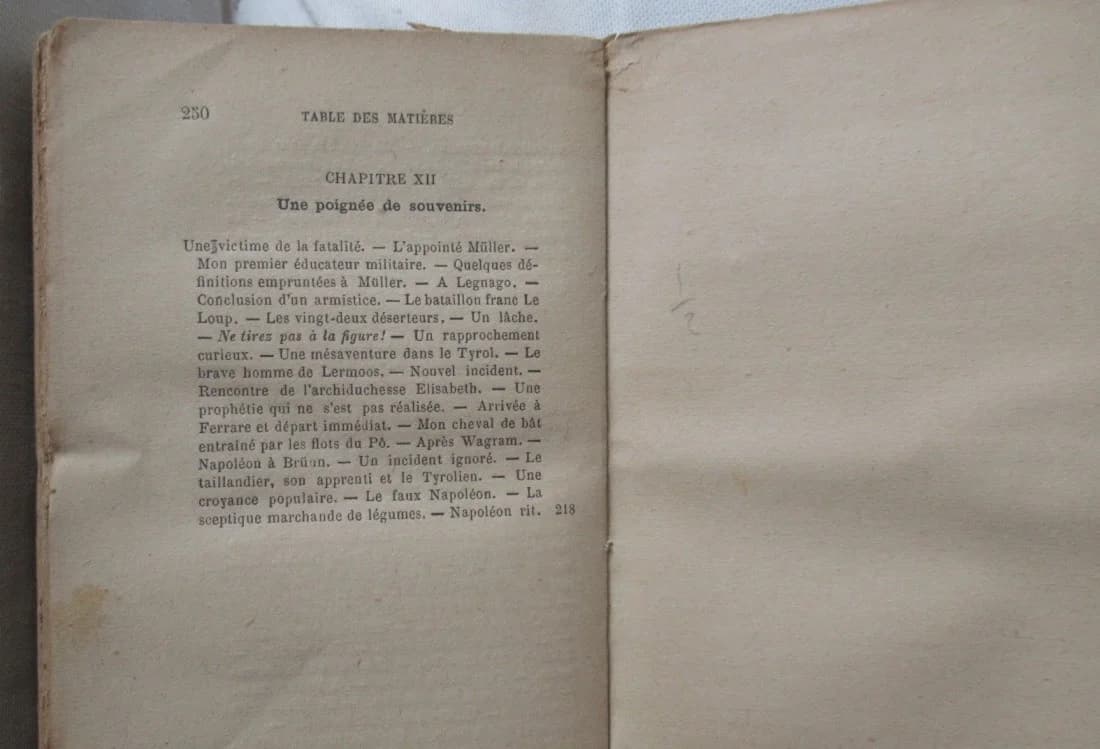 250
TABLE DES MATIÈRES
CHAPITRE XII
Une poignée de souvenirs.
Une victime de la fatalité. — L'appointé Müller. —
Mon premier éducateur militaire. — Quelques dé-
finitions empruntées à Müller. — A Legnago. —
Conclusion d'un armistice. — Le bataillon franc Le
Loup. — Les vingt-deux déserteurs. — Un lâche.
— Ne tirez pas à la figure! — Un rapprochement
curieux. — Une mésaventure dans le Tyrol. — Le
brave homme de Lermoos. — Nouvel incident. —
Rencontre de l'archiduchesse Elisabeth. — Une
prophétie qui ne s'est pas réalisée. — Arrivée à
Ferrare et départ immédiat. — Mon cheval de bât
entraîné par les flots du Pô. — Après Wagram. —
Napoléon à Brünn. — Un incident ignoré. — Le
taillandier, son apprenti et le Tyrolien. — Une
croyance populaire. — Le faux Napoléon. — La
sceptique marchande de légumes. — Napoléon rit. 218